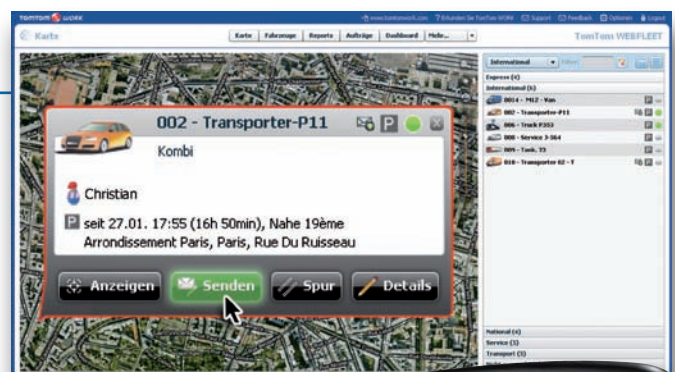 TOMTOM WORK
www.tomtomwork.com ? Erkunden Sie TomTom WORK Support Feedback Optionen Logout
Karte
Karte Fahrzeuge Reports Aufträge Dashboard Mehr...
TomTom WEBFLEET
International
Filter
Express (4)
International (6)
0014 - M12 - Van
002 - Transporter-P11
006 - Truck P353
008 - Service 3-564
009 - Tank, T3
010 - Transporter 02 - T
002 - Transporter-P11
P
Kombi
Christian
P seit 27.01. 17:55 (16h 50min), Nahe 19ème
Arrondissement Paris, Paris, Rue Du Ruisseau
Anzeigen Senden Spur Details
National (4)
Service (3)
Transport (5)